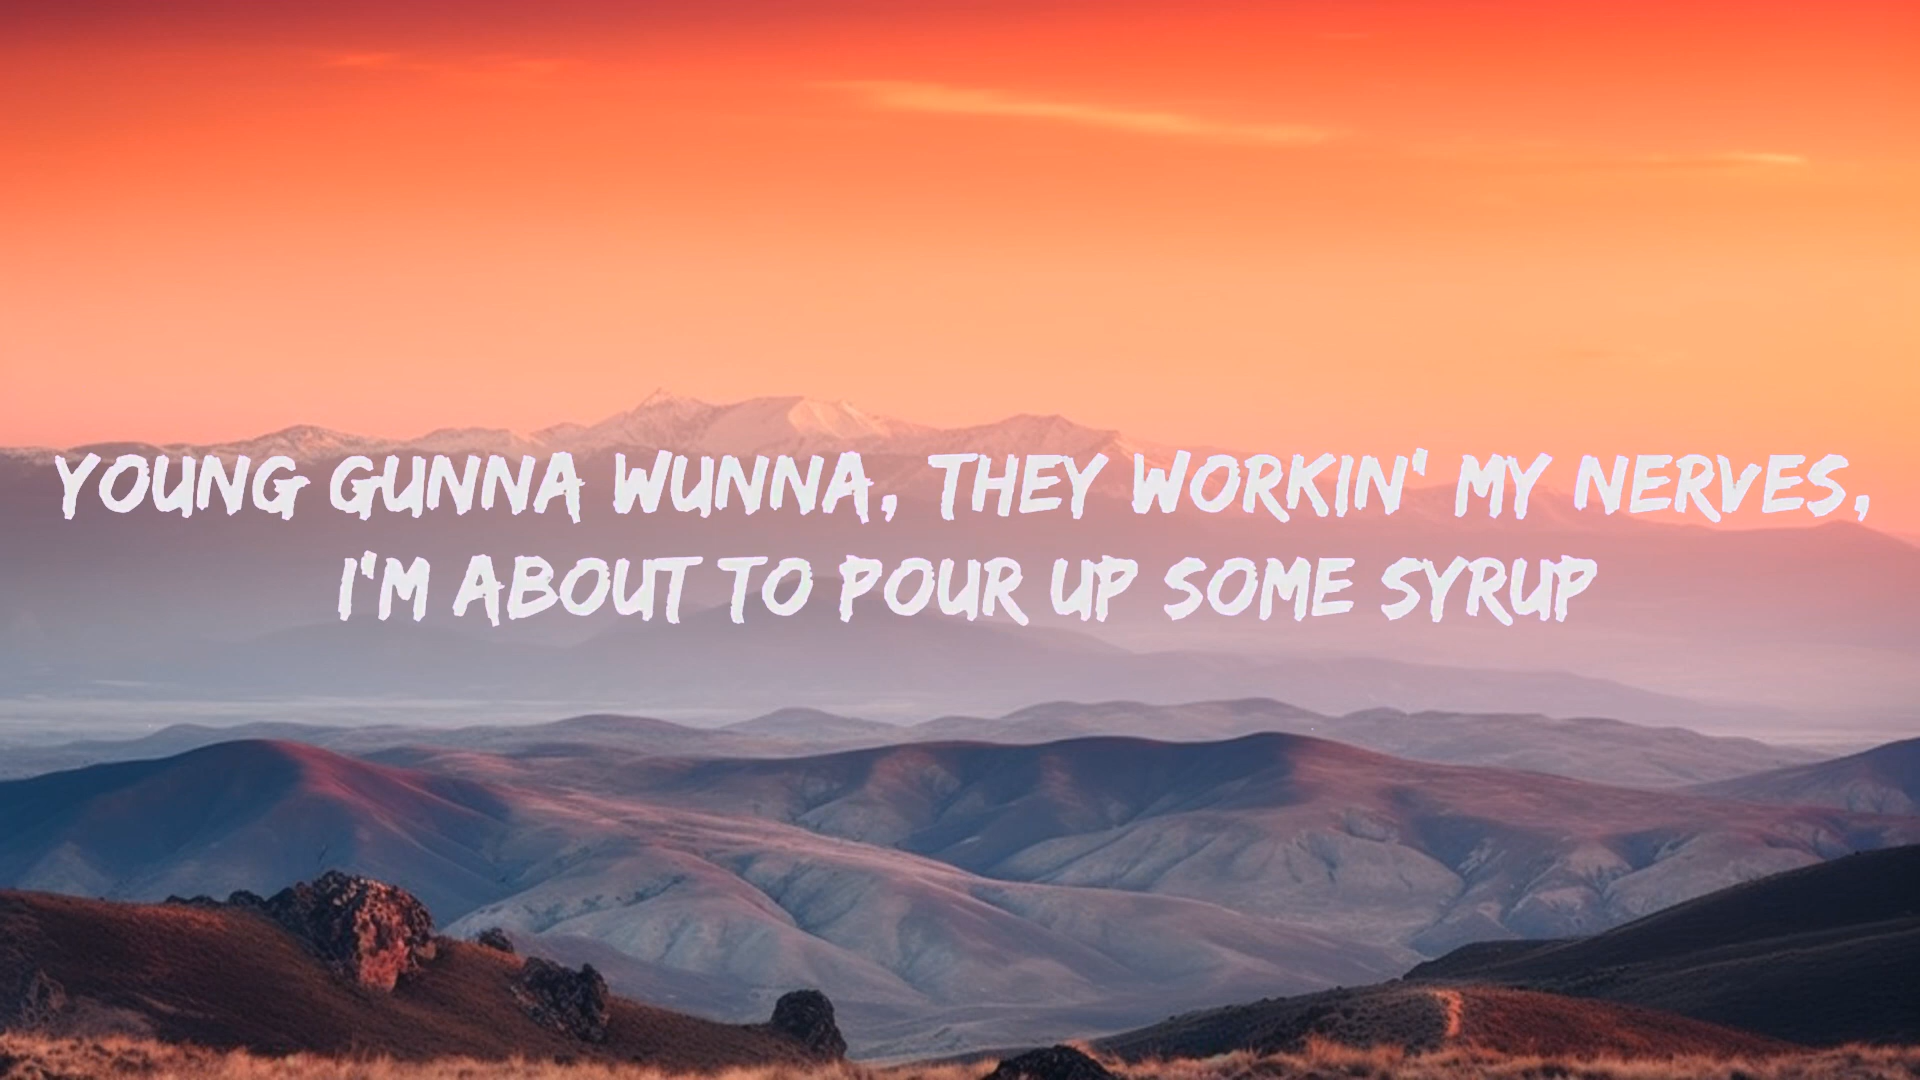 YOUNG GUNNA WUNNA, THEY WORKIN' MY NERVES,
I'M ABOUT TO POUR UP SOME SYRUP